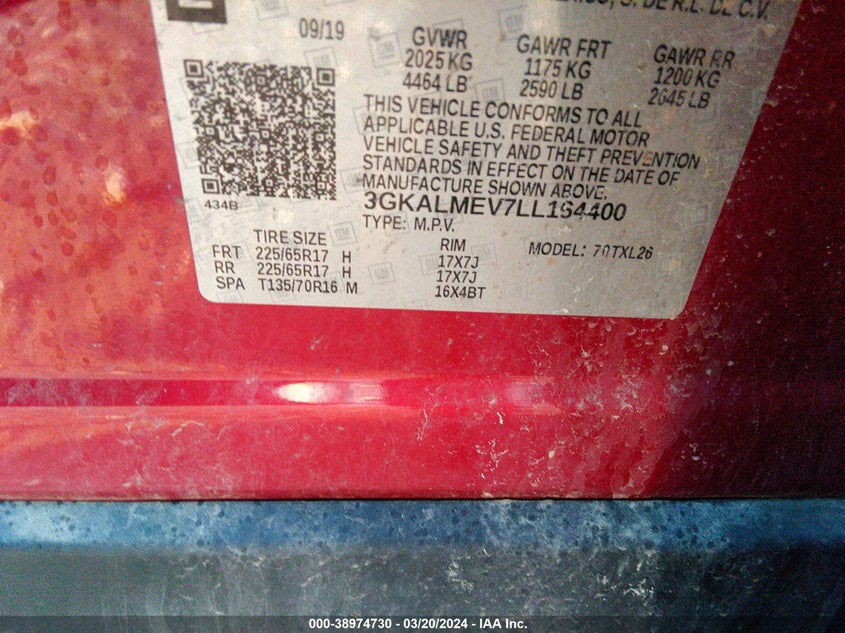 S. DE R.L. DE C.V.
09/19
GVWR GAWR FRT GAWR RR
2025 KG 1175 KG 1200 KG
4464 LB 2590 LB 2645 LB
THIS VEHICLE CONFORMS TO ALL
APPLICABLE U.S. FEDERAL MOTOR
VEHICLE SAFETY AND THEFT PREVENTION
STANDARDS IN EFFECT ON THE DATE OF
MANUFACTURE SHOWN ABOVE.
434B
3GKALMEV7LL194400
TYPE: M.P.V.
TIRE SIZE RIM MODEL: 70TXL26
FRT 225/65R17 H 17X7J
RR 225/65R17 H 17X7J
SPA T135/70R16 M 16X4BT
000-38974730 - 03/20/2024 - IAA Inc.